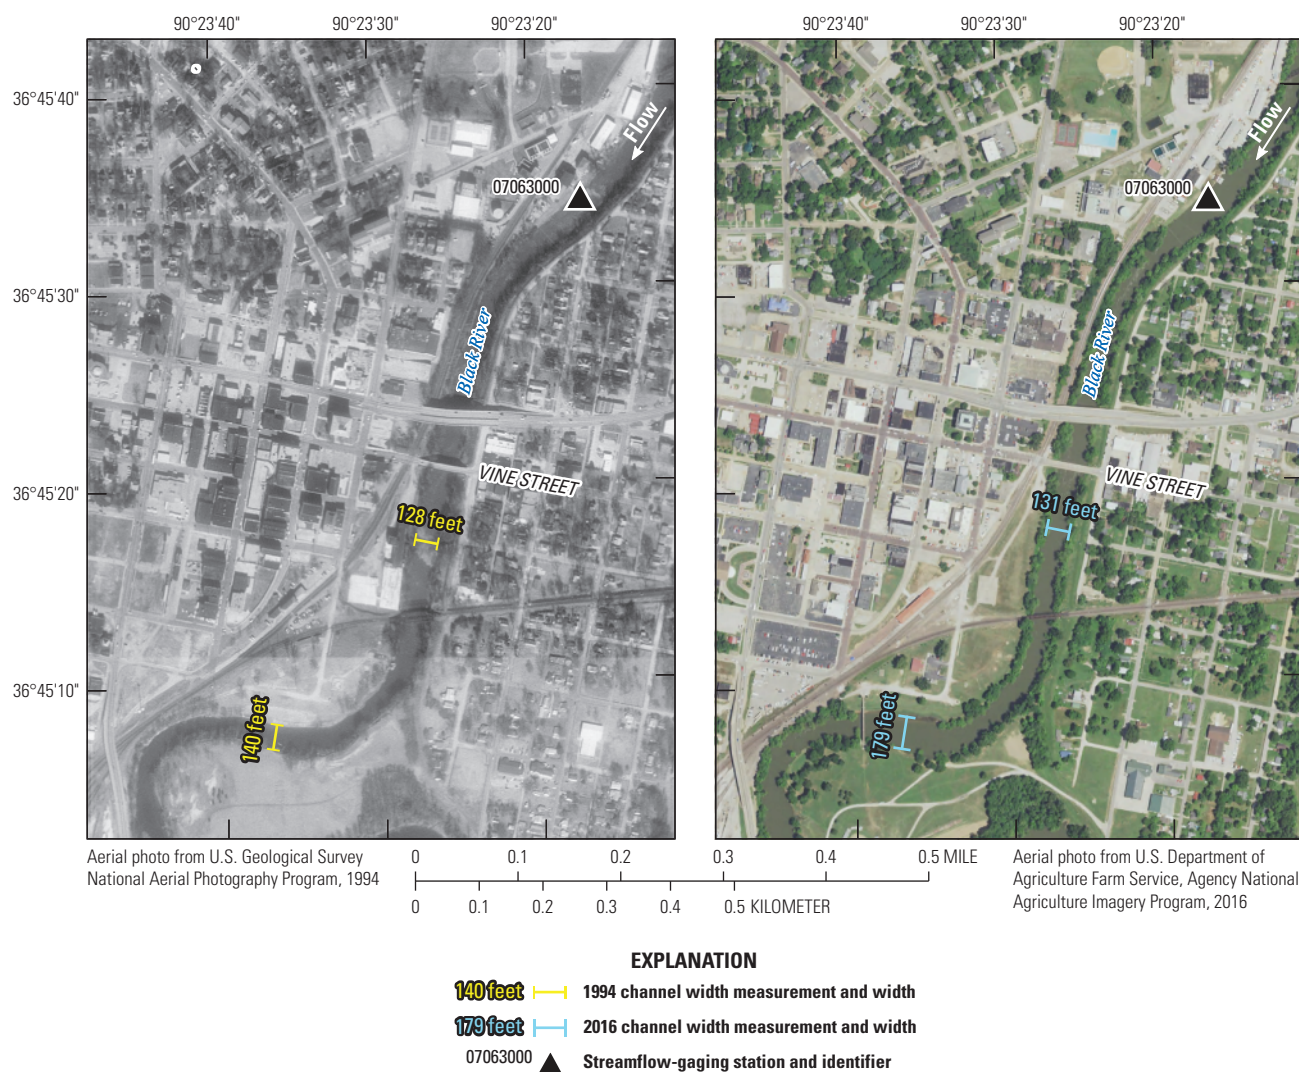 90°23'40" 90°23'30" 90°23'20"
90°23'40" 90°23'30" 90°23'20"
36°45'40"
36°45'30"
36°45'20"
36°45'10"
Flow
07063000
Black River
VINE STREET
128 feet
140 feet
Flow
07063000
Black River
VINE STREET
131 feet
179 feet
Aerial photo from U.S. Geological Survey
National Aerial Photography Program, 1994
0 0.1 0.2 0.3 0.4 0.5 MILE
0 0.1 0.2 0.3 0.4 0.5 KILOMETER
Aerial photo from U.S. Department of
Agriculture Farm Service, Agency National
Agriculture Imagery Program, 2016
EXPLANATION
140 feet 1994 channel width measurement and width
179 feet 2016 channel width measurement and width
07063000 Streamflow-gaging station and identifier